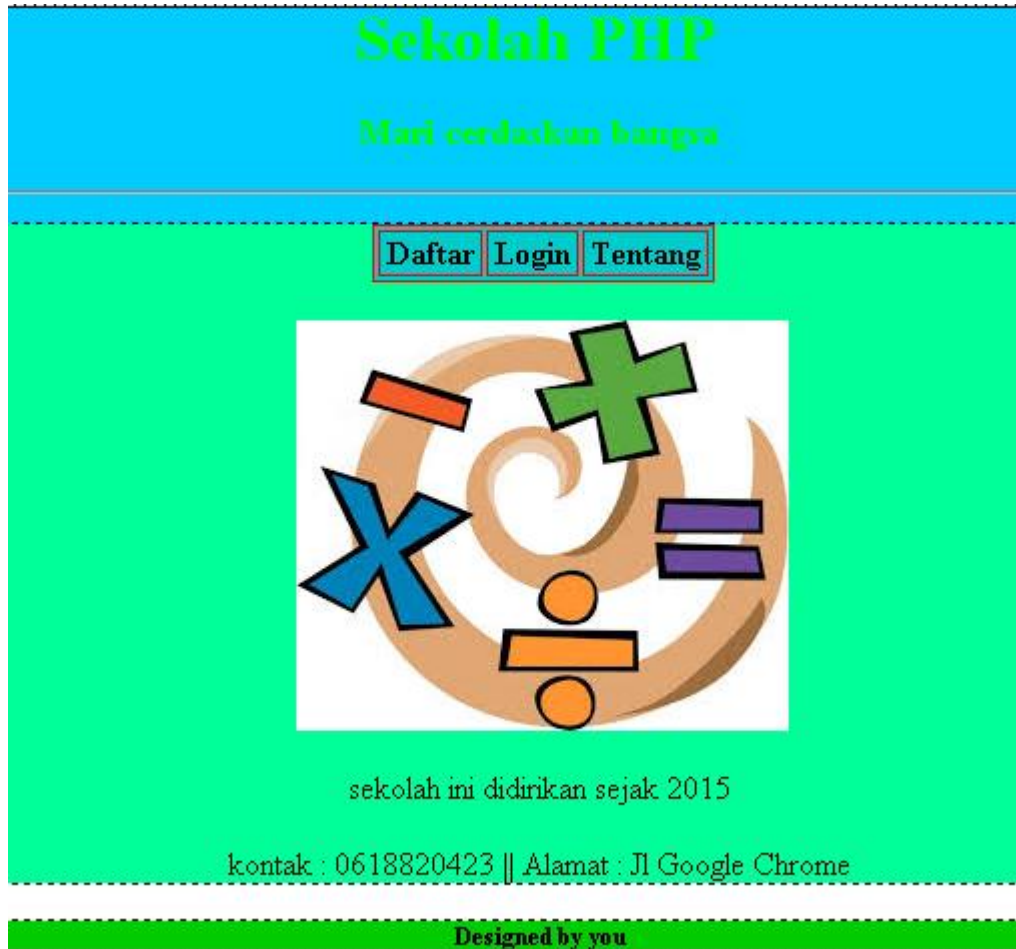 Sekolah PHP
Mari cerdaskan bangsa
Daftar Login Tentang
sekolah ini didirikan sejak 2015
kontak : 0618820423 || Alamat : Jl Google Chrome
Designed by you